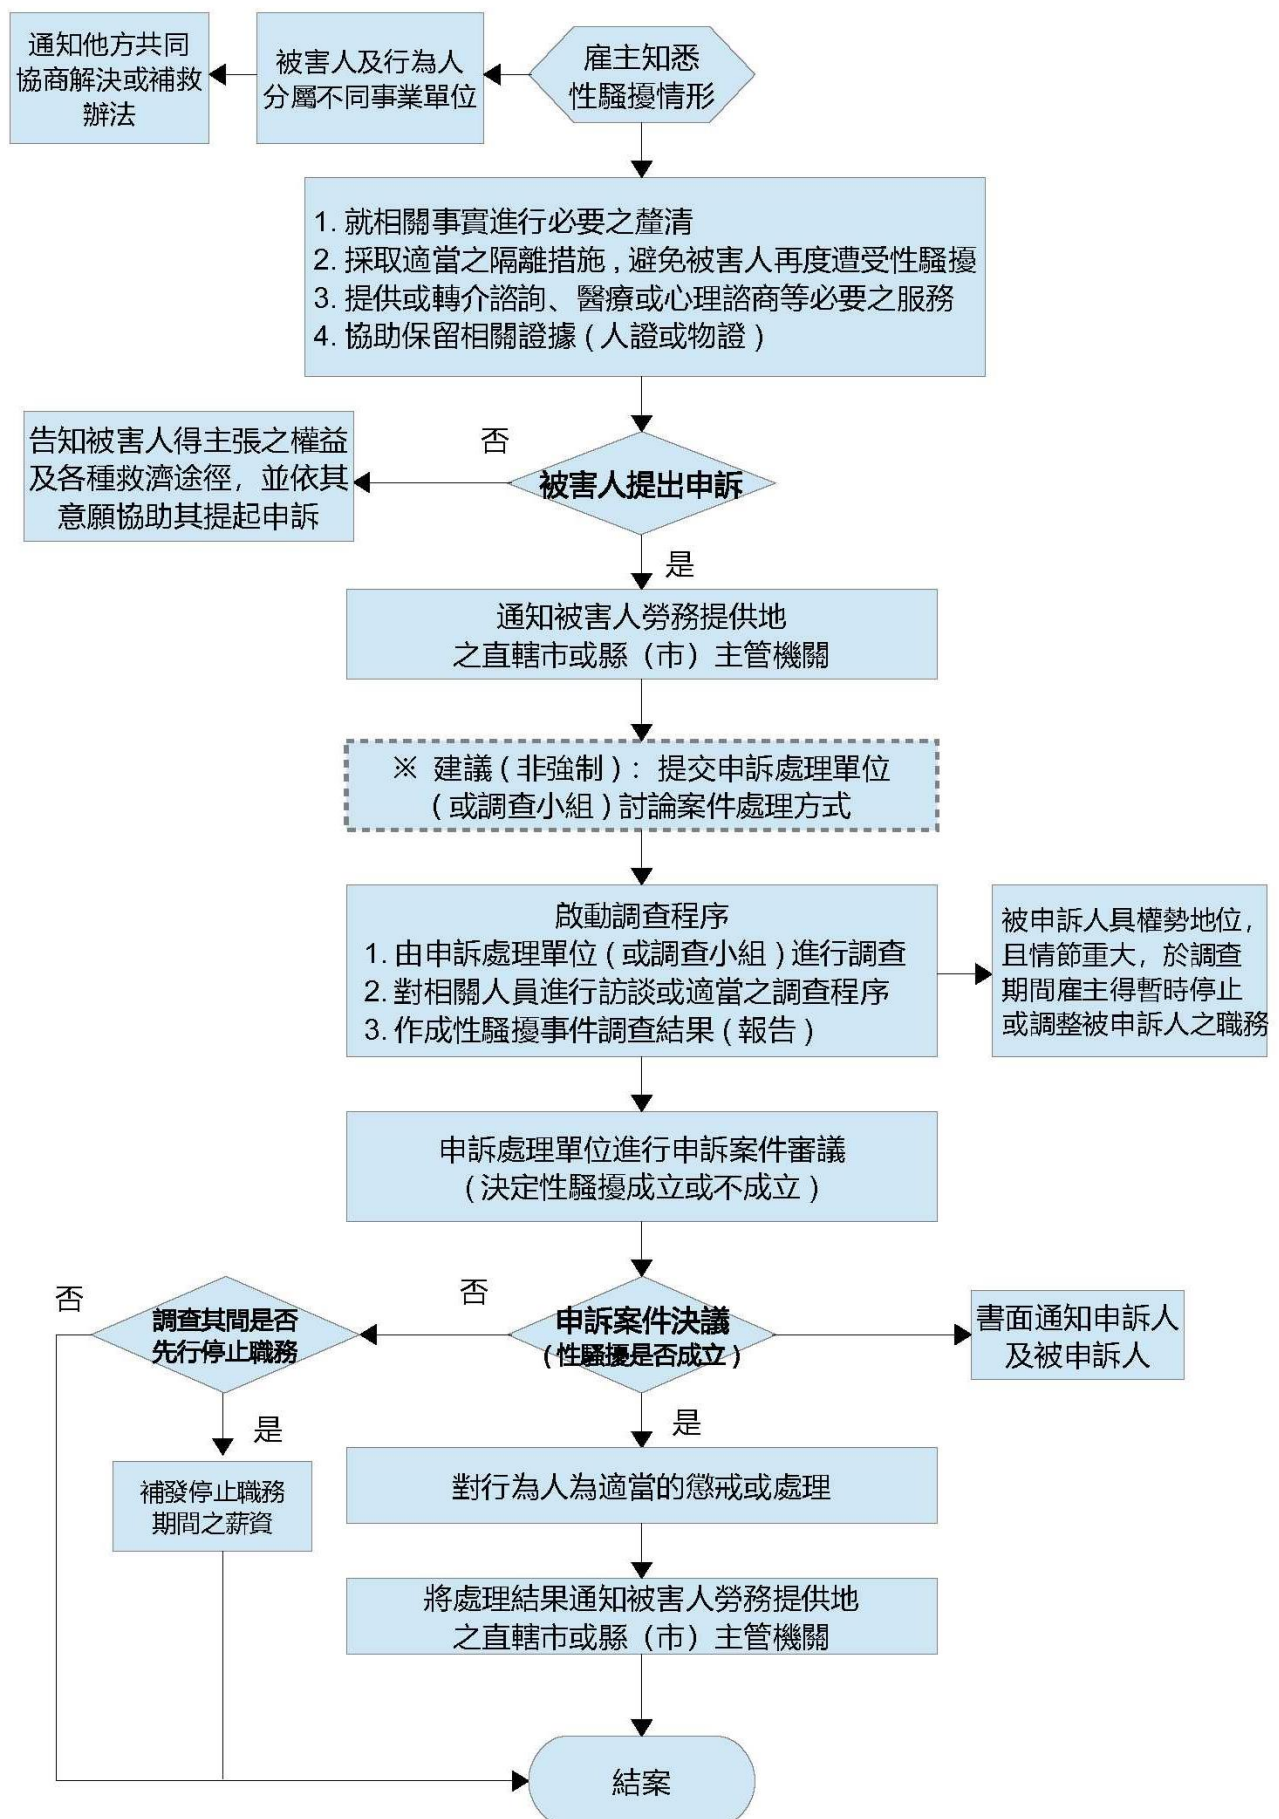 通知他方共同
協商解決或補救
辦法
被害人及行為人
分屬不同事業單位
雇主知悉
性騷擾情形
1. 就相關事實進行必要之釐清
2. 採取適當之隔離措施 , 避免被害人再度遭受性騷擾
3. 提供或轉介諮詢、醫療或心理諮商等必要之服務
4. 協助保留相關證據 ( 人證或物證 )
告知被害人得主張之權益
及各種救濟途徑，並依其
意願協助其提起申訴
否
被害人提出申訴
是
通知被害人勞務提供地
之直轄市或縣（市）主管機關
※ 建議 ( 非強制 ) : 提交申訴處理單位
( 或調查小組 ) 討論案件處理方式
啟動調查程序
1. 由申訴處理單位 ( 或調查小組 ) 進行調查
2. 對相關人員進行訪談或適當之調查程序
3. 作成性騷擾事件調查結果 ( 報告 )
被申訴人具權勢地位，
且情節重大，於調查
期間雇主得暫時停止
或調整被申訴人之職務
申訴處理單位進行申訴案件審議
( 決定性騷擾成立或不成立 )
否
調查其間是否
先行停止職務
否
申訴案件決議
( 性騷擾是否成立 )
書面通知申訴人
及被申訴人
是
是
補發停止職務
期間之薪資
對行為人為適當的懲戒或處理
將處理結果通知被害人勞務提供地
之直轄市或縣（市）主管機關
結案